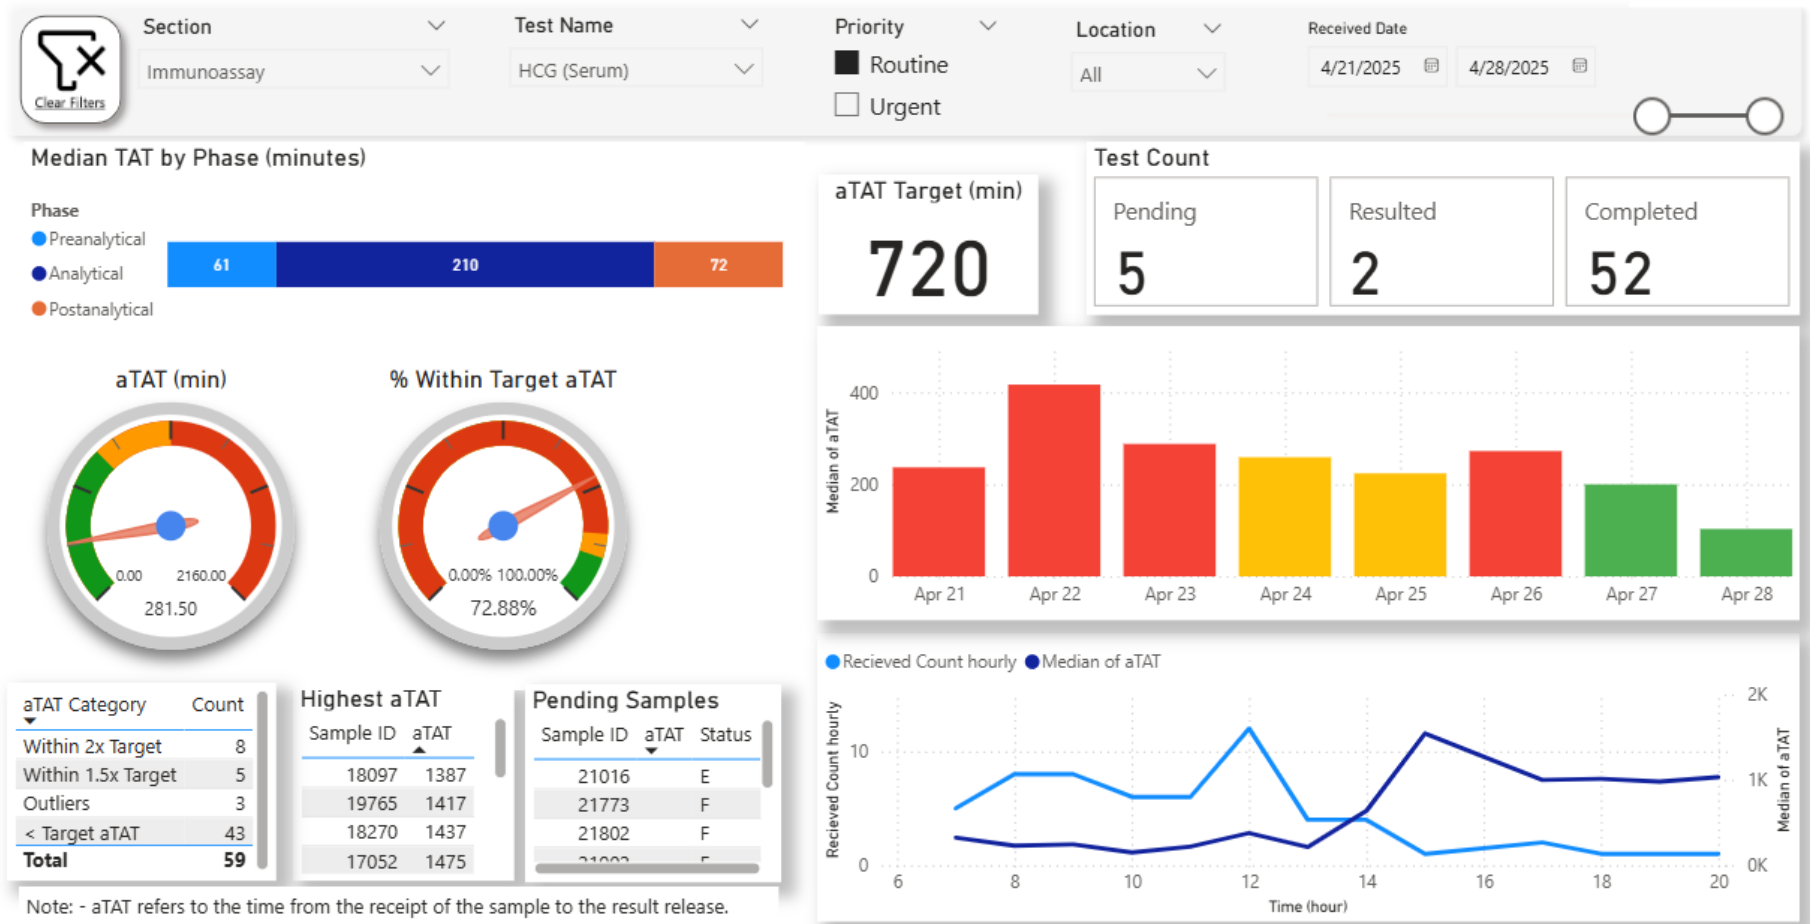 Clear Filters
Section
Immunoassay
Test Name
HCG (Serum)
Priority
Routine
Urgent
Location
All
Received Date
4/21/2025
4/28/2025
Median TAT by Phase (minutes)
Phase
Preanalytical
Analytical
Postanalytical
61 210 72
aTAT Target (min)
720
Test Count
Pending
5
Resulted
2
Completed
52
aTAT (min)
0.00 2160.00
281.50
% Within Target aTAT
0.00% 100.00%
72.88%
Median of aTAT
400
200
0
Apr 21 Apr 22 Apr 23 Apr 24 Apr 25 Apr 26 Apr 27 Apr 28
aTAT Category Count
Within 2x Target 8
Within 1.5x Target 5
Outliers 3
< Target aTAT 43
Total 59
Highest aTAT
Sample ID aTAT
18097 1387
19765 1417
18270 1437
17052 1475
Pending Samples
Sample ID aTAT Status
21016 E
21773 F
21802 F
Recieved Count hourly Median of aTAT
Recieved Count hourly
10
0
2K
1K
0K
Median of aTAT
6 8 10 12 14 16 18 20
Time (hour)
Note: - aTAT refers to the time from the receipt of the sample to the result release.